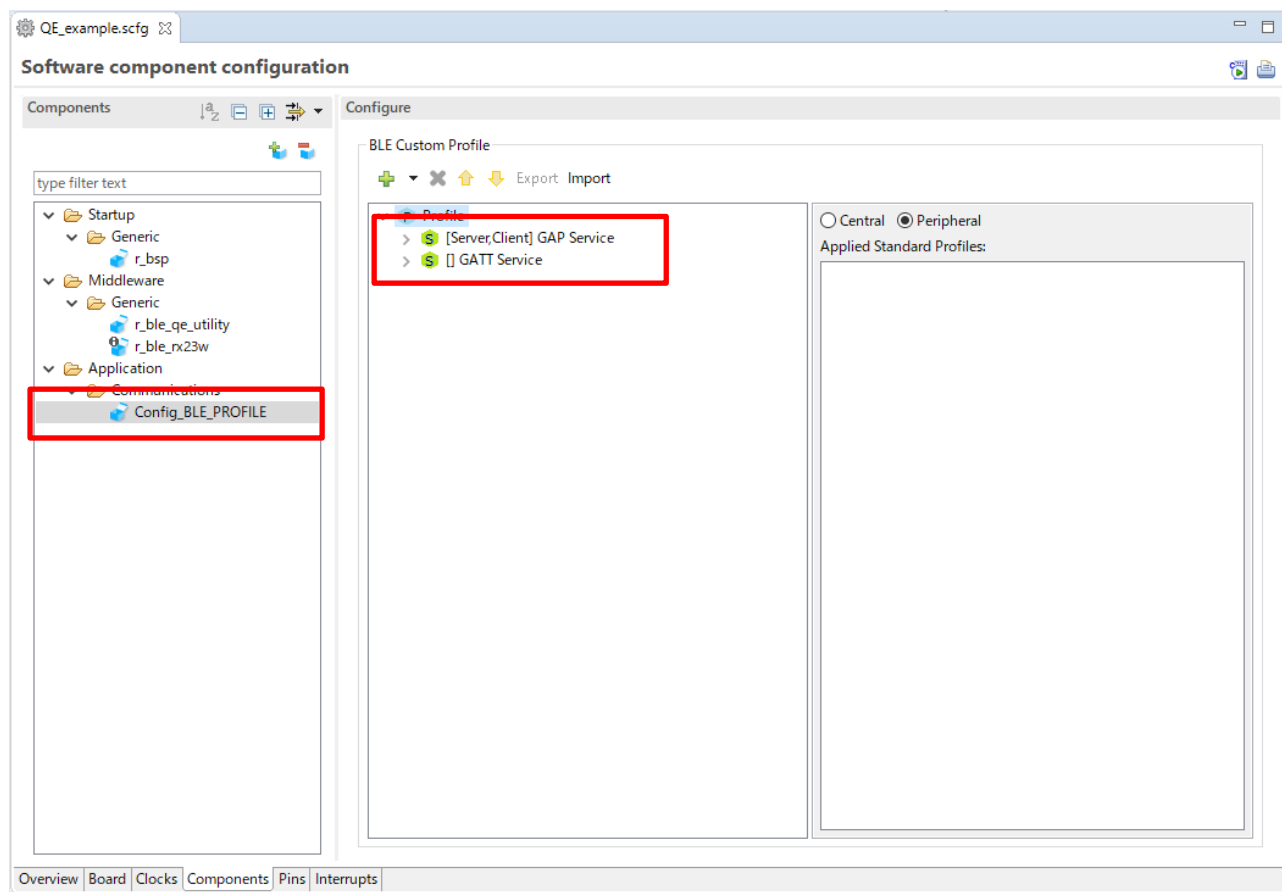 QE_example.scfg
Software component configuration
Components
Configure
BLE Custom Profile
Export Import
type filter text
Startup
Generic
r_bsp
Middleware
Generic
r_ble_qe_utility
r_ble_rx23w
Application
Communications
Config_BLE_PROFILE
Profile
S [Server,Client] GAP Service
S [] GATT Service
Central Peripheral
Applied Standard Profiles:
Overview Board Clocks Components Pins Interrupts